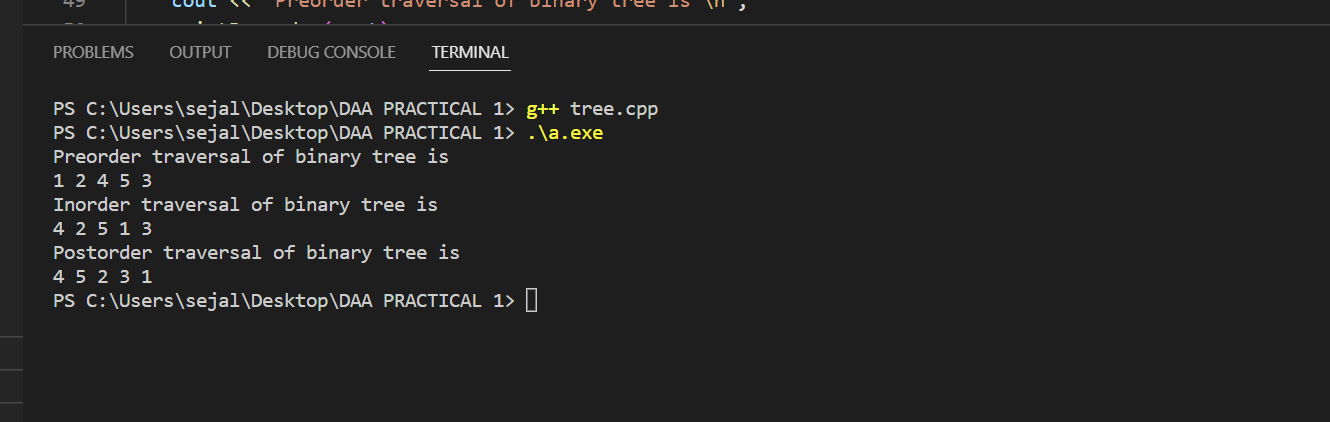 49 cout << "Preorder traversal of binary tree is \n";
PROBLEMS OUTPUT DEBUG CONSOLE TERMINAL
PS C:\Users\sejal\Desktop\DAA PRACTICAL 1> g++ tree.cpp
PS C:\Users\sejal\Desktop\DAA PRACTICAL 1> .\a.exe
Preorder traversal of binary tree is
1 2 4 5 3
Inorder traversal of binary tree is
4 2 5 1 3
Postorder traversal of binary tree is
4 5 2 3 1
PS C:\Users\sejal\Desktop\DAA PRACTICAL 1>